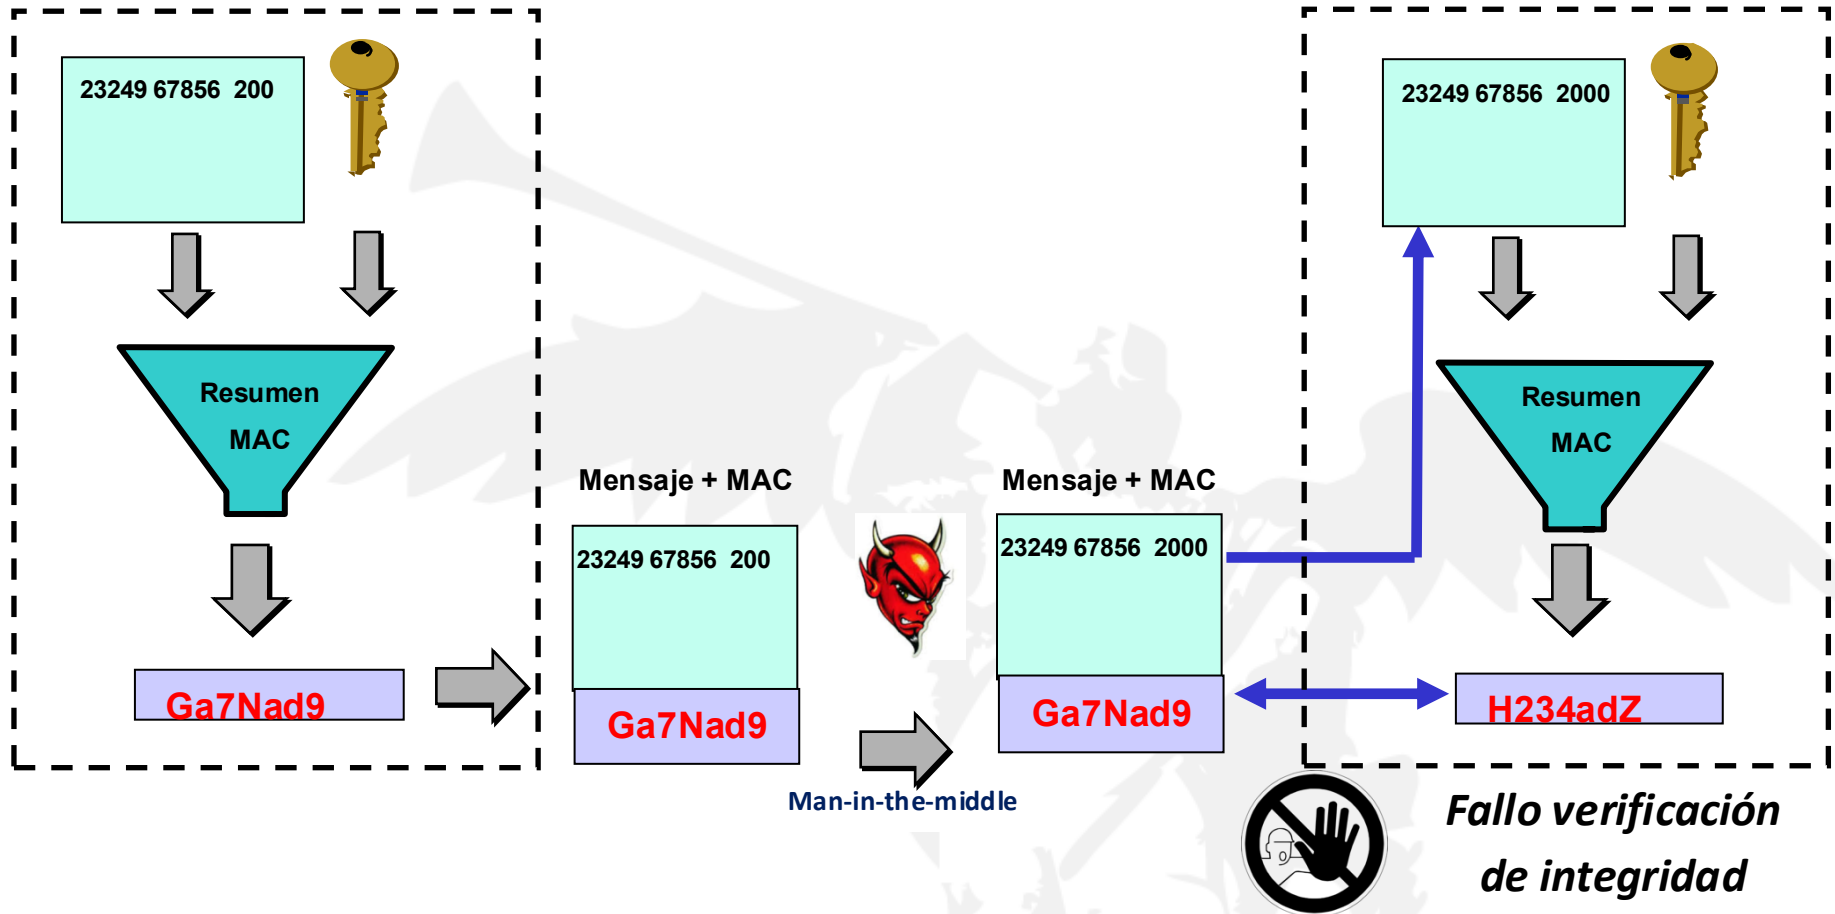 23249 67856 200
Resumen
MAC
Ga7Nad9
Mensaje + MAC
23249 67856 200
Ga7Nad9
Man-in-the-middle
Mensaje + MAC
23249 67856 2000
Ga7Nad9
23249 67856 2000
Resumen
MAC
H234adZ
Fallo verificación
de integridad